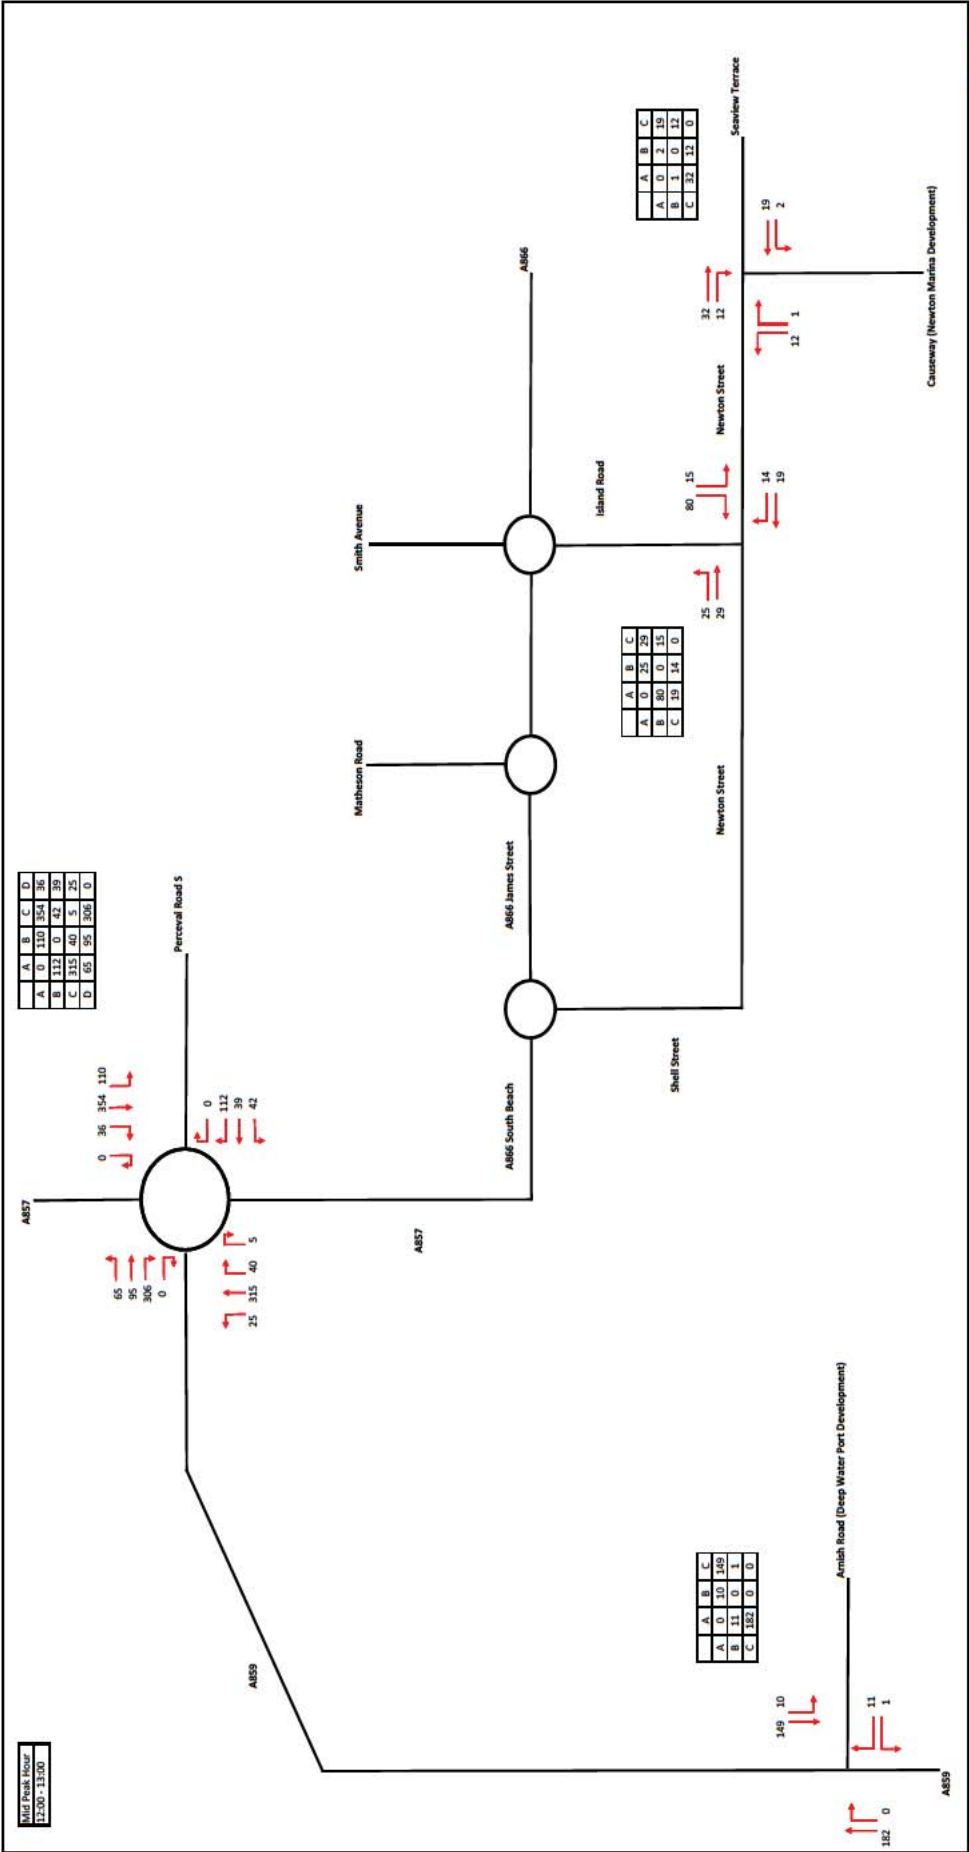 Mid Peak Hour
12:00 - 13:00
A857
A B C D
A 0 110 354 36
B 112 0 42 39
C 315 40 5 25
D 65 95 306 0
0 36 354 110
65
95
306
0
Perceval Road S
0
112
39
42
25 315 40 5
A859
A857
Matheson Road
Smith Avenue
A866 South Beach
A866 James Street
A866
Shell Street
Island Road
A B C
A 0 25 29
B 80 0 15
C 19 14 0
A B C
A 0 2 19
B 1 0 12
C 32 12 0
80 15
25
29
14
19
Newton Street
Newton Street
32
12
Seaview Terrace
19
2
12 1
Causeway (Newton Marina Development)
A B C
A 0 10 149
B 11 0 1
C 182 0 0
149 10
Arnish Road (Deep Water Port Development)
11
1
182 0
A859